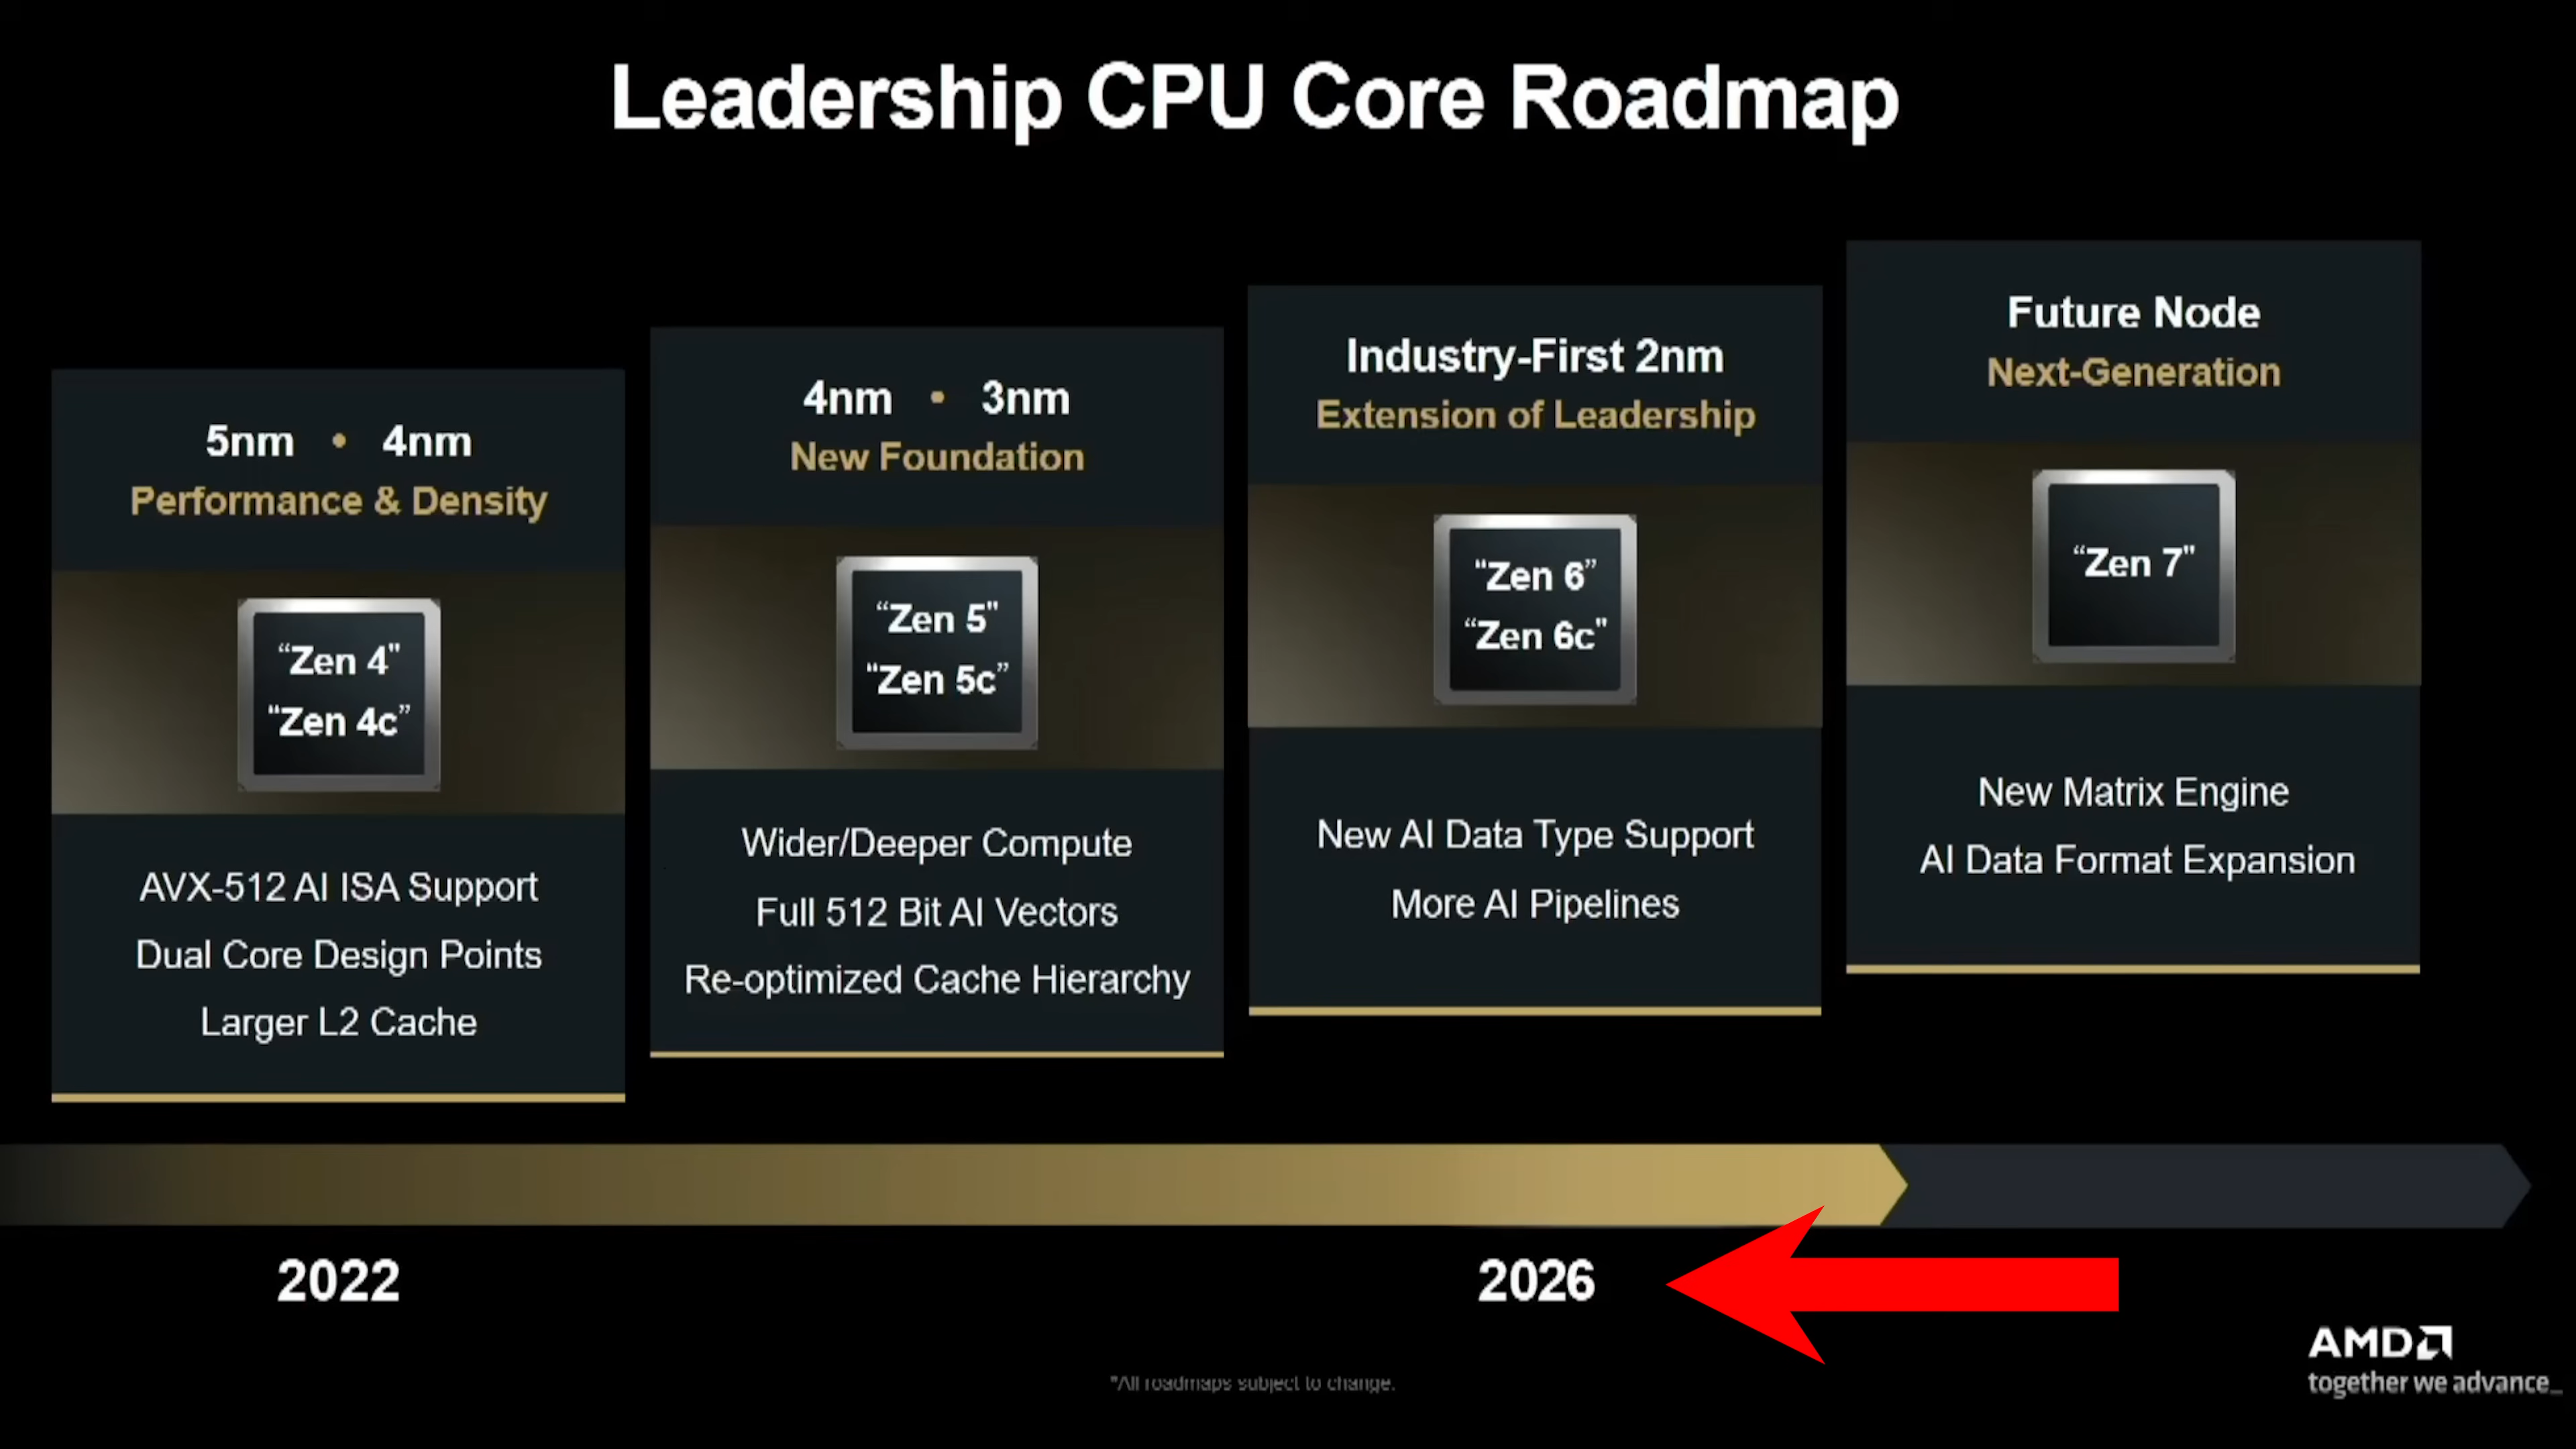 Leadership CPU Core Roadmap
5nm • 4nm
Performance & Density
“Zen 4"
“Zen 4c”
AVX-512 AI ISA Support
Dual Core Design Points
Larger L2 Cache
4nm • 3nm
New Foundation
“Zen 5"
“Zen 5c”
Wider/Deeper Compute
Full 512 Bit AI Vectors
Re-optimized Cache Hierarchy
Industry-First 2nm
Extension of Leadership
“Zen 6”
“Zen 6c"
New AI Data Type Support
More AI Pipelines
Future Node
Next-Generation
“Zen 7"
New Matrix Engine
AI Data Format Expansion
2022
2026
*All roadmaps subject to change.
AMD
together we advance_